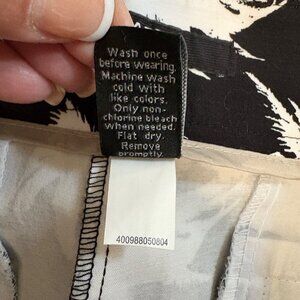 Wash once
before wearing.
Machine wash
cold with
like colors.
Only non-
chlorine bleach
when needed.
Flat dry.
Remove
promptly.
400988050804